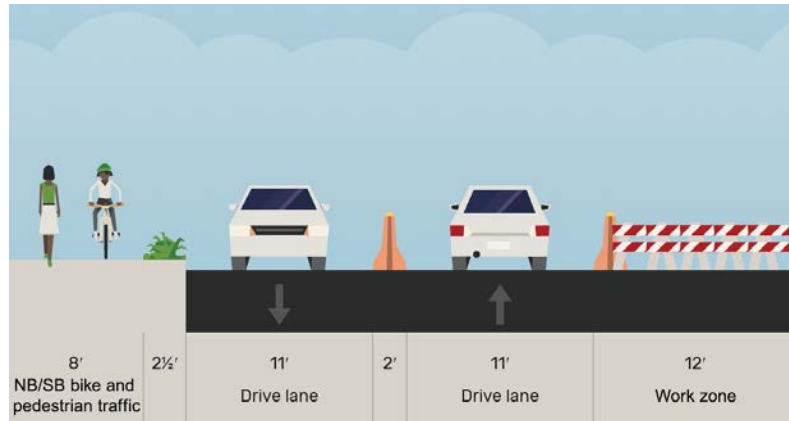 8′
NB/SB bike and
pedestrian traffic
2½′
11′
Drive lane
2′
11′
Drive lane
12′
Work zone